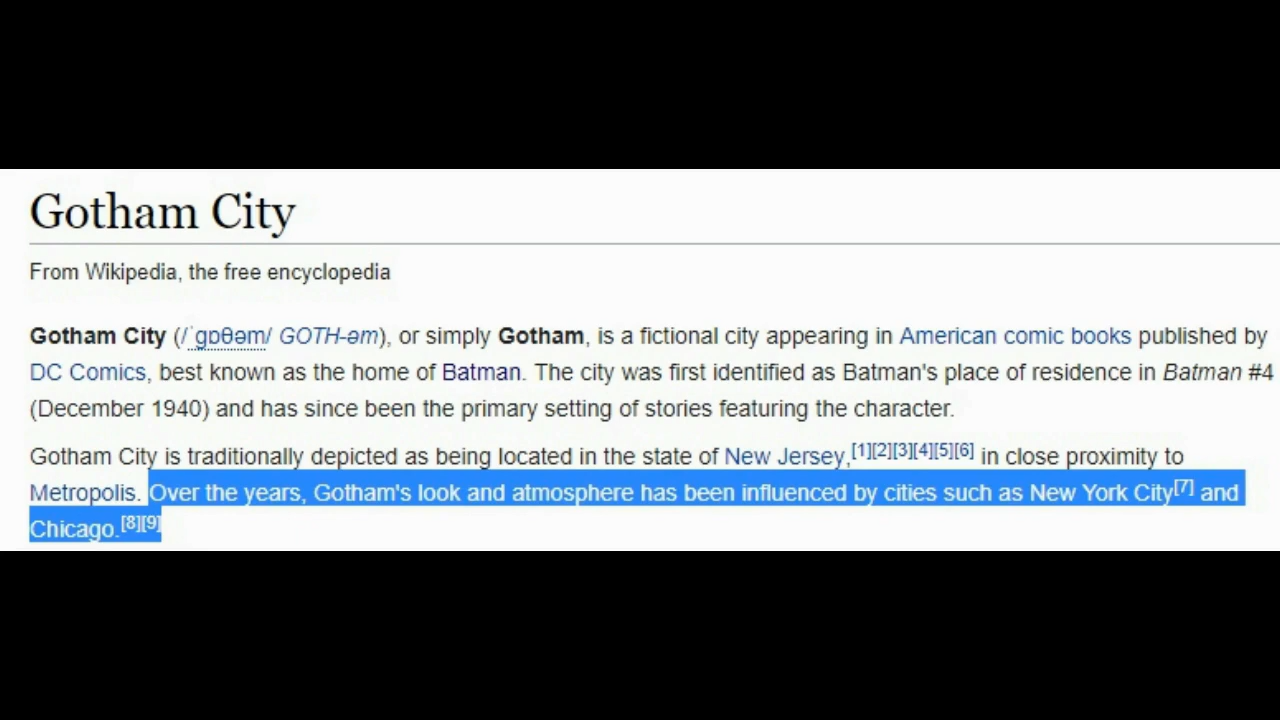 Gotham City
From Wikipedia, the free encyclopedia
Gotham City (/ˈɡɒθəm/ GOTH-əm), or simply Gotham, is a fictional city appearing in American comic books published by
DC Comics, best known as the home of Batman. The city was first identified as Batman's place of residence in Batman #4
(December 1940) and has since been the primary setting of stories featuring the character.
Gotham City is traditionally depicted as being located in the state of New Jersey,[1][2][3][4][5][6] in close proximity to
Metropolis. Over the years, Gotham's look and atmosphere has been influenced by cities such as New York City[7] and
Chicago.[8][9]